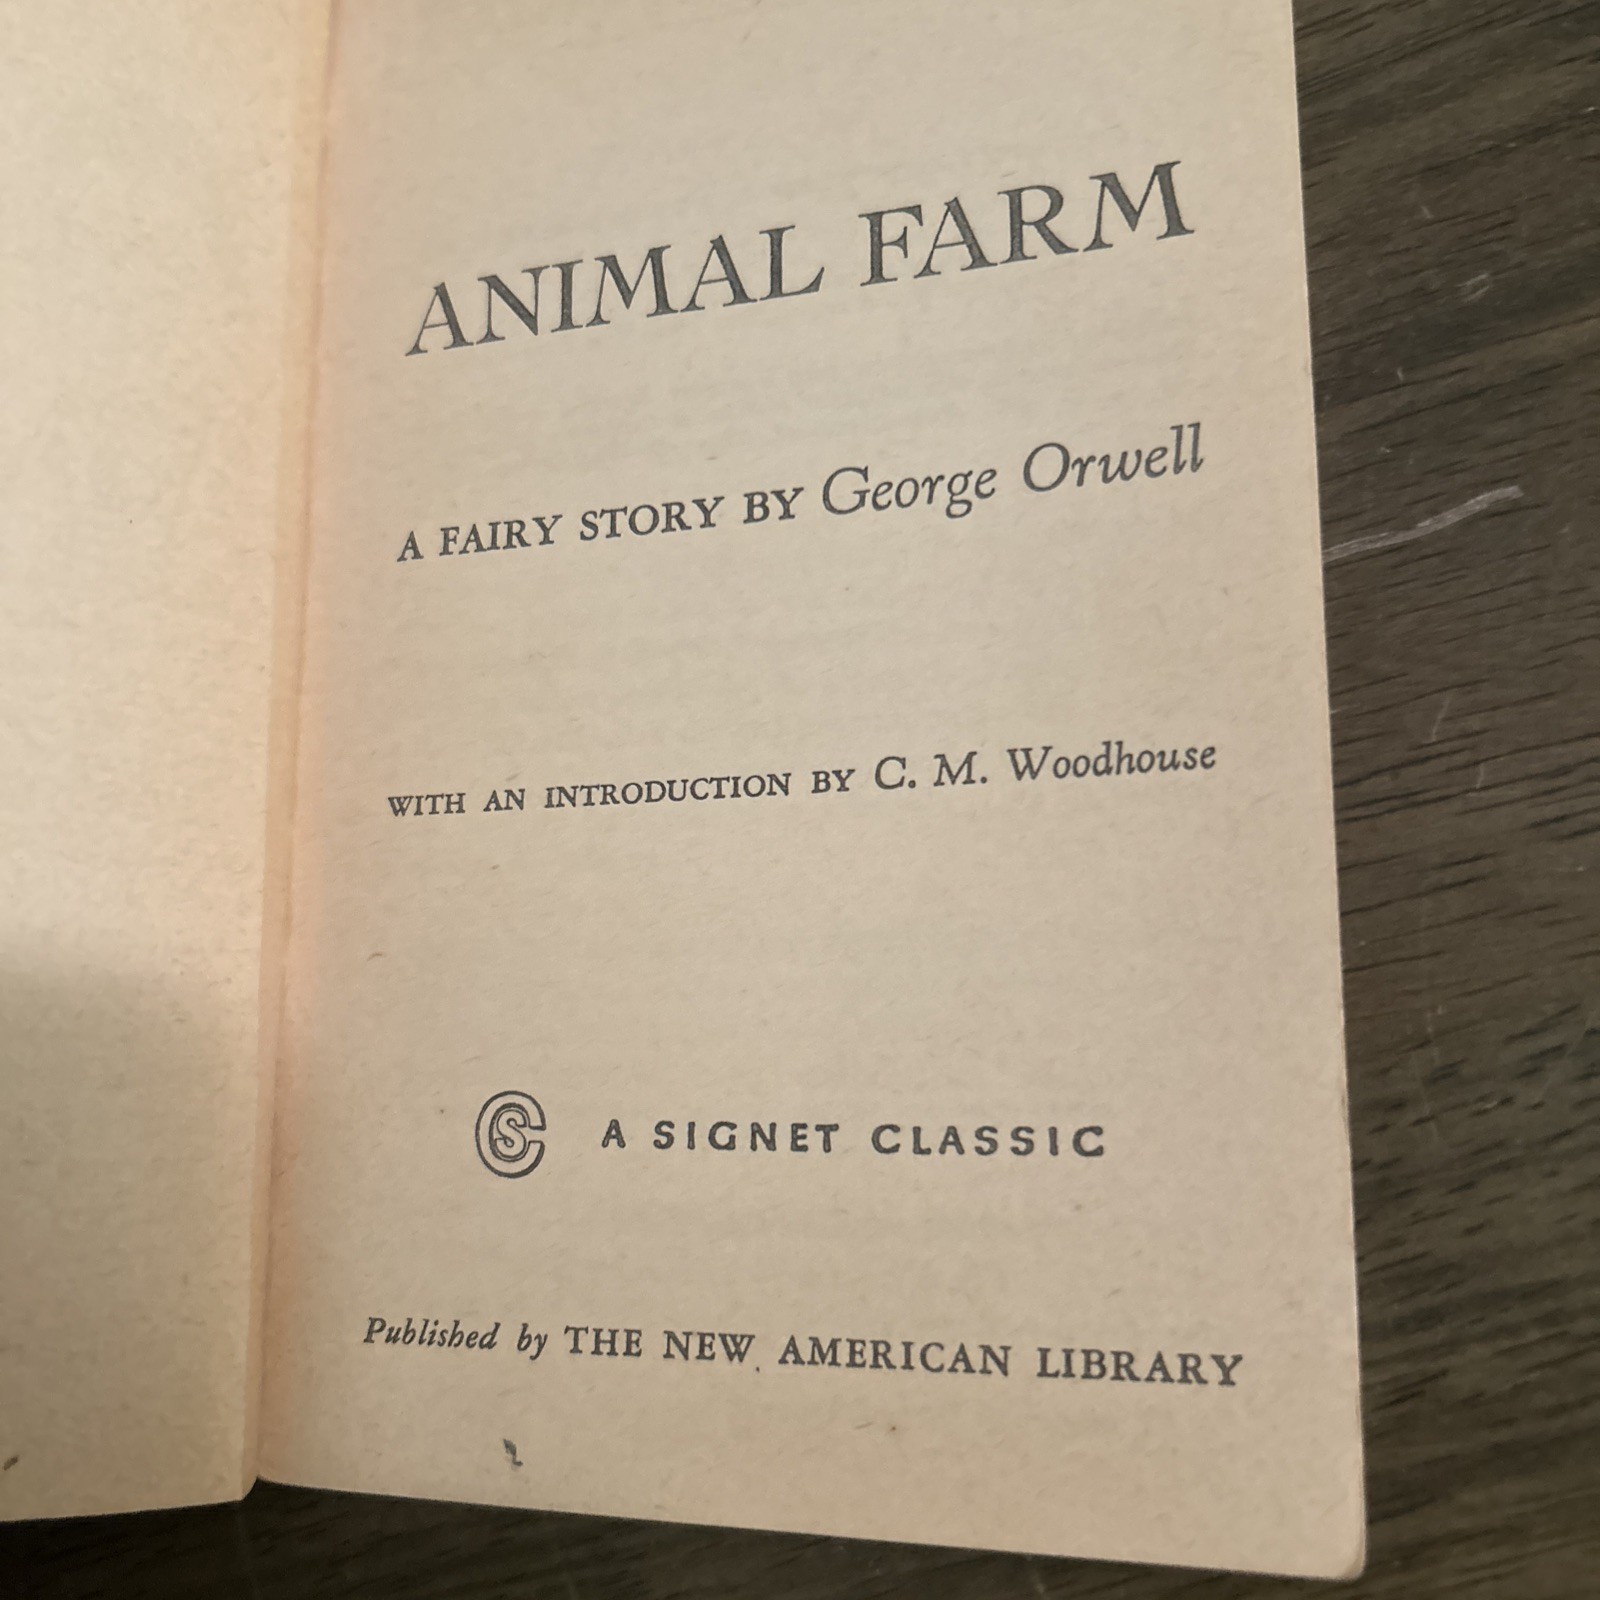 ANIMAL FARM
A FAIRY STORY BY George Orwell
WITH AN INTRODUCTION BY C. M. Woodhouse
CS A SIGNET CLASSIC
Published by THE NEW AMERICAN LIBRARY